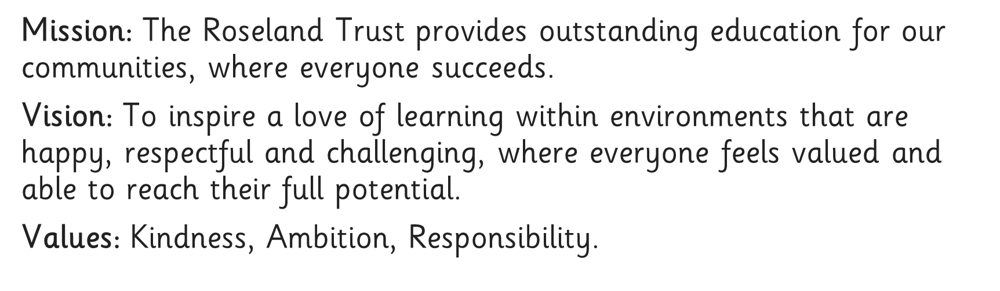 Mission: The Roseland Trust provides outstanding education for our
communities, where everyone succeeds.
Vision: To inspire a love of learning within environments that are
happy, respectful and challenging, where everyone feels valued and
able to reach their full potential.
Values: Kindness, Ambition, Responsibility.